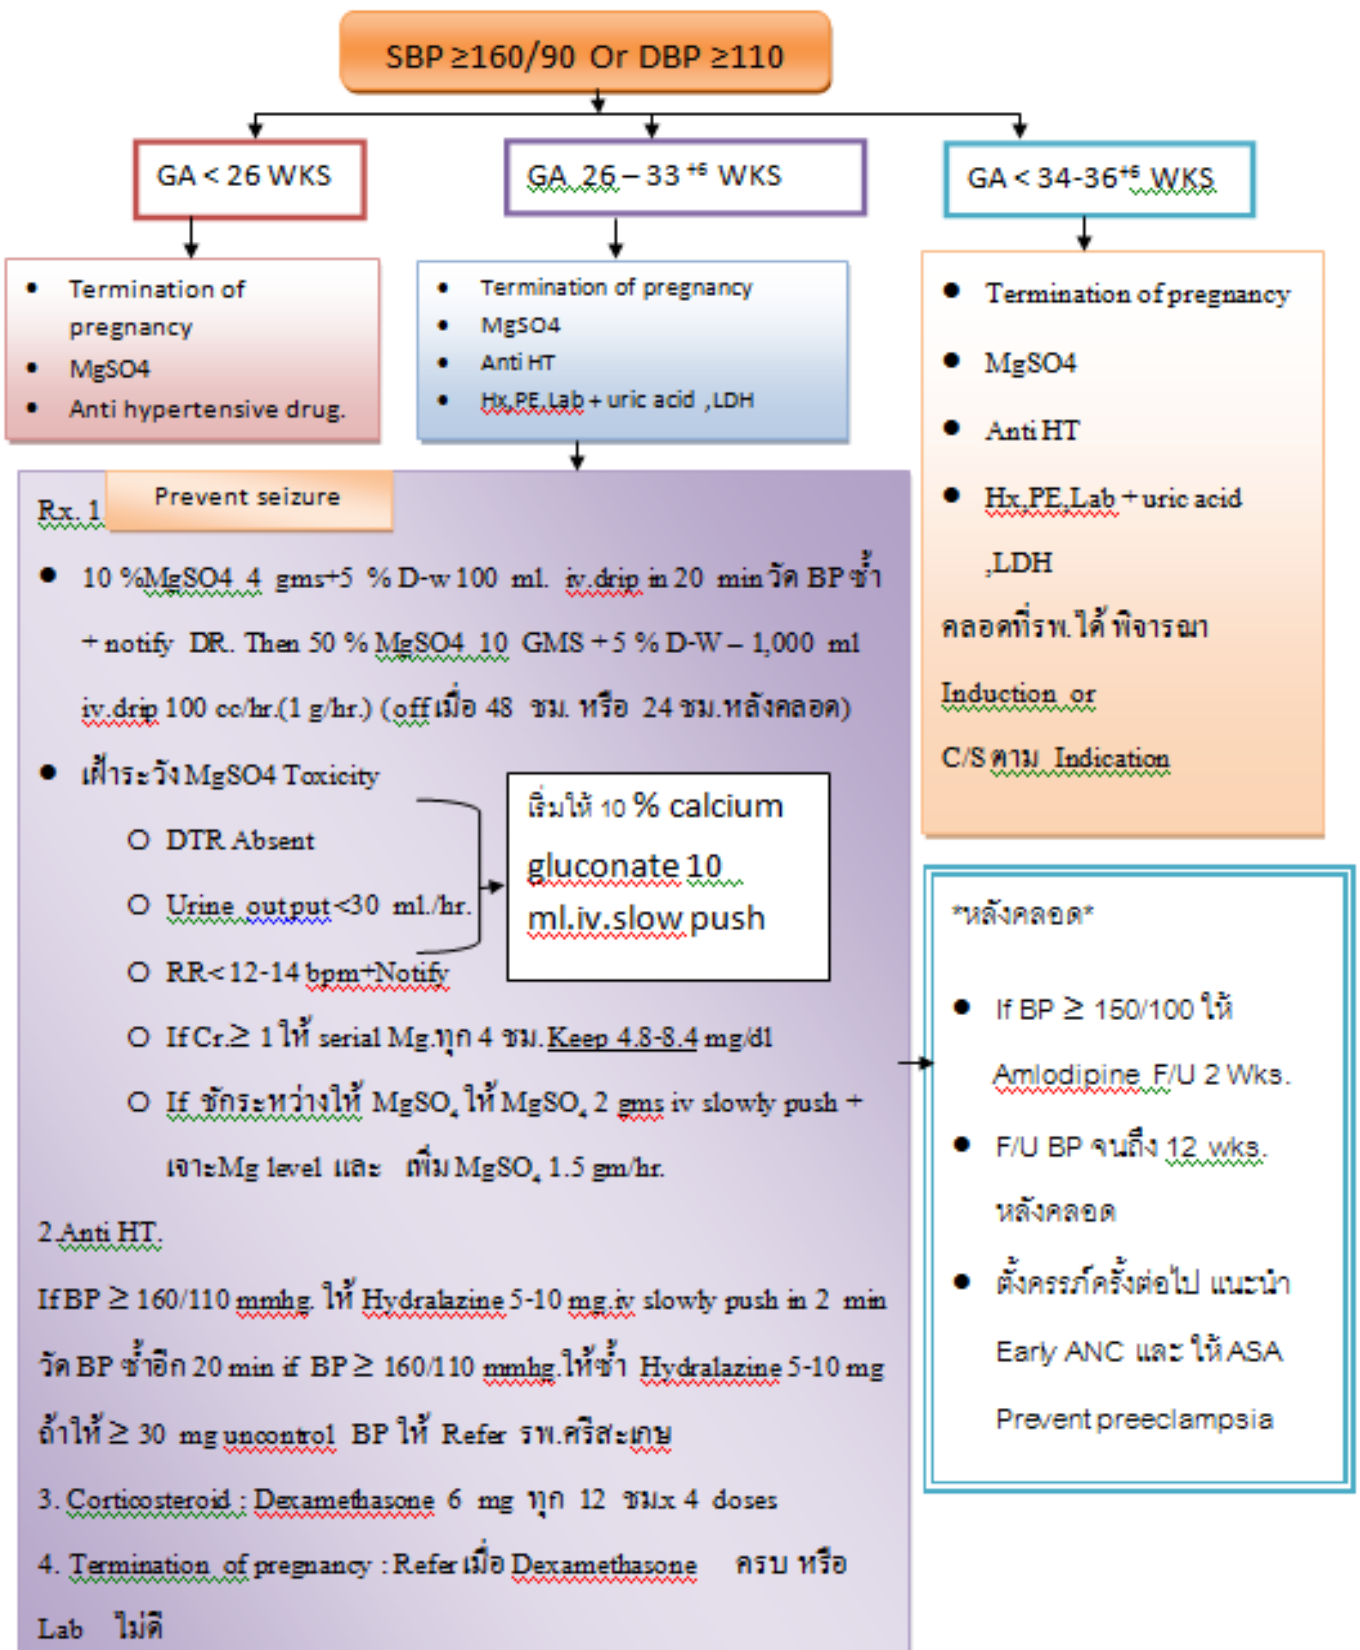 SBP ≥160/90 Or DBP ≥110
GA < 26 WKS
GA 26 – 33 +6 WKS
GA < 34-36+6 WKS
• Termination of
pregnancy
• MgSO4
• Anti hypertensive drug.
• Termination of pregnancy
• MgSO4
• Anti HT
• Hx,PE,Lab + uric acid ,LDH
● Termination of pregnancy
● MgSO4
● Anti HT
● Hx,PE,Lab + uric acid
,LDH
คลอดที่รพ.ได้ พิจารณา
Induction or
C/S ตาม Indication
Rx. 1
Prevent seizure
● 10 %MgSO4 4 gms+5 % D-w 100 ml. iv.drip in 20 min วัด BP ซ้ำ
+ notify DR. Then 50 % MgSO4 10 GMS + 5 % D-W – 1,000 ml
iv.drip 100 cc/hr.(1 g/hr.) (off เมื่อ 48 ชม. หรือ 24 ชม.หลังคลอด)
● เฝ้าระวัง MgSO4 Toxicity
O DTR Absent
O Urine output <30 ml./hr.
O RR< 12-14 bpm+Notify
เริ่มให้ 10 % calcium
gluconate 10
ml.iv.slow push
O If Cr.≥ 1 ให้ serial Mg.ทุก 4 ชม. Keep 4.8-8.4 mg/dl
O If ชักระหว่างให้ MgSO4 ให้ MgSO4 2 gms iv slowly push +
เจาะMg level และ เพิ่ม MgSO4 1.5 gm/hr.
2.Anti HT.
If BP ≥ 160/110 mmhg. ให้ Hydralazine 5-10 mg.iv slowly push in 2 min
วัด BP ซ้ำอีก 20 min if BP ≥ 160/110 mmhg.ให้ซ้ำ Hydralazine 5-10 mg
ถ้าให้ ≥ 30 mg uncontrol BP ให้ Refer รพ.ศรีสะเกษ
3. Corticosteroid : Dexamethasone 6 mg ทุก 12 ชม.x 4 doses
4. Termination of pregnancy : Refer เมื่อ Dexamethasone ครบ หรือ
Lab ไม่ดี
*หลังคลอด*
● If BP ≥ 150/100 ให้
Amlodipine F/U 2 Wks.
● F/U BP จนถึง 12 wks.
หลังคลอด
● ตั้งครรภ์ครั้งต่อไป แนะนำ
Early ANC และ ให้ ASA
Prevent preeclampsia